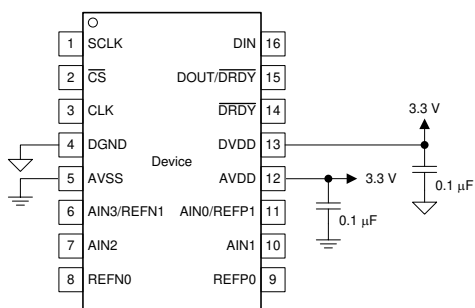 1 SCLK DIN 16
2 CS DOUT/DRDY 15
3 CLK DRDY 14
3.3 V
4 DGND DVDD 13
Device
5 AVSS AVDD 12 3.3 V
0.1 μF
6 AIN3/REFN1 AIN0/REFP1 11
0.1 μF
7 AIN2 AIN1 10
8 REFN0 REFP0 9